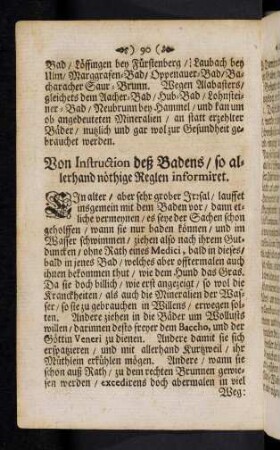 90
Bad / Löffingen bey Fürstenberg / Laubach bey
Ulm / Marggrafen-Bad / Oppenauer-Bad / Ba-
characher Saur-Brunn. Wegen Alabasters,
gleichets dem Aacher-Bad / Hub-Bad / Lohnstei-
ner-Bad / Neubrunn bey Hammel / und kan um
ob angedeuteten Mineralien / an statt erzehlter
Bäder / nutzlich und gar wol zur Gesundheit ge-
brauchet werden.
Von Instruction deß Badens / so al-
lerhand nöthige Reglen informiret.
EIn alter / aber sehr grober Irrsal / lauffet
insgemein mit dem Baden vor / dann et-
liche vermeynen / es seye der Sachen schon
geholffen / wann sie nur baden können / und im
Wasser schwimmen / ziehen also nach ihrem Gut-
duncken / ohne Rath eines Medici, bald in dieses
bald in jenes Bad / welches aber offtermalen auch
ihnen bekommen thut / wie dem Hund das Gras.
Da sie doch billich / wie erst angezeigt / so wol die
Kranckheiten / als auch die Mineralien der Was-
ser / so sie zu gebrauchen in Willens / erwegen sol-
ten. Andere ziehen in die Bäder um Wollusts
willen / darinnen desto freyer dem Baccho, und der
Göttin Veneri zu dienen. Andere damit sie sich
erspatzieren / und mit allerhand Kurzweil / ihr
Müthlein erkühlen mögen. Andere / wann sie
schon auß Rath / zu dem rechten Brunnen gewie-
sen werden / excedirens doch abermalen in viel
Weg: